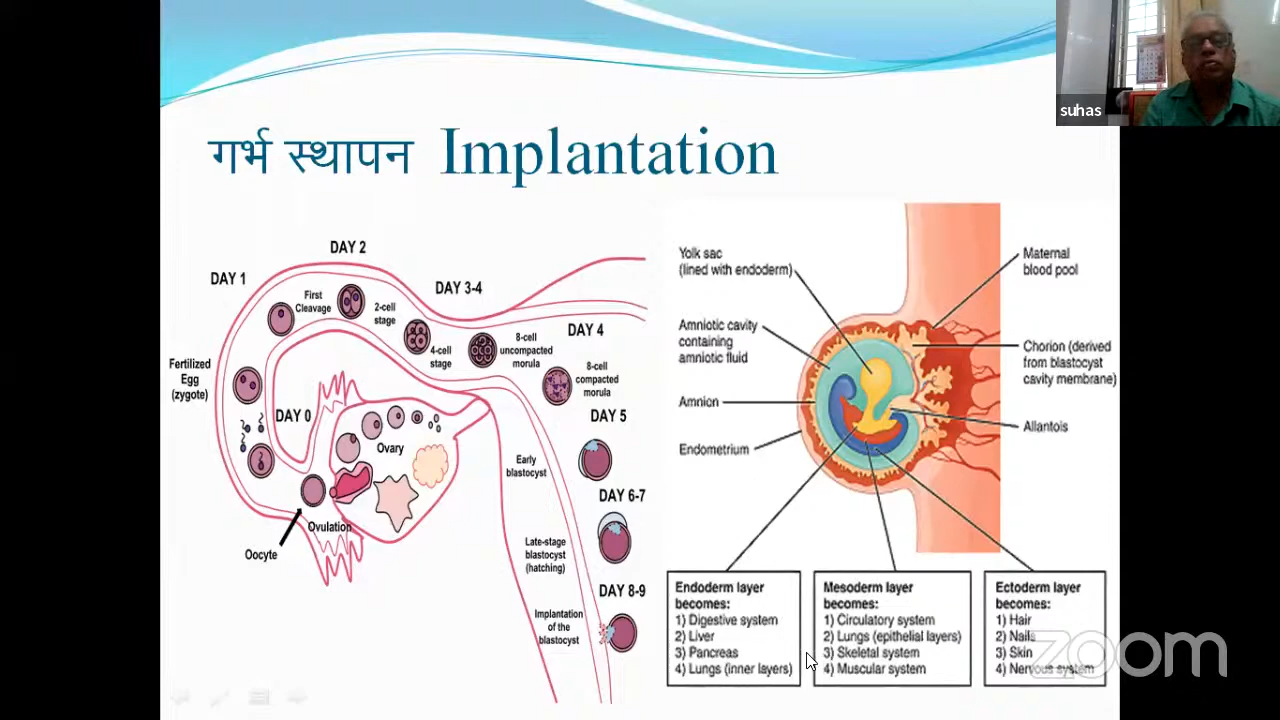 suhas
गर्भ स्थापन Implantation
DAY 2
DAY 1
First
Cleavage
2-cell
stage
DAY 3-4
4-cell
stage
8-cell
uncompacted
morula
DAY 4
8-cell
compacted
morula
Fertilized
Egg
(zygote)
DAY 0
Ovary
DAY 5
Early
blastocyst
DAY 6-7
Ovulation
Oocyte
Late-stage
blastocyst
(hatching)
DAY 8-9
Implantation
of the
blastocyst
Yolk sac
(lined with endoderm)
Amniotic cavity
containing
amniotic fluid
Amnion
Endometrium
Maternal
blood pool
Chorion (derived
from blastocyst
cavity membrane)
Allantois
Endoderm layer
becomes:
1) Digestive system
2) Liver
3) Pancreas
4) Lungs (inner layers)
Mesoderm layer
becomes:
1) Circulatory system
2) Lungs (epithelial layers)
3) Skeletal system
4) Muscular system
Ectoderm layer
becomes:
1) Hair
2) Nails
3) Skin
4) Nervous system
zoom